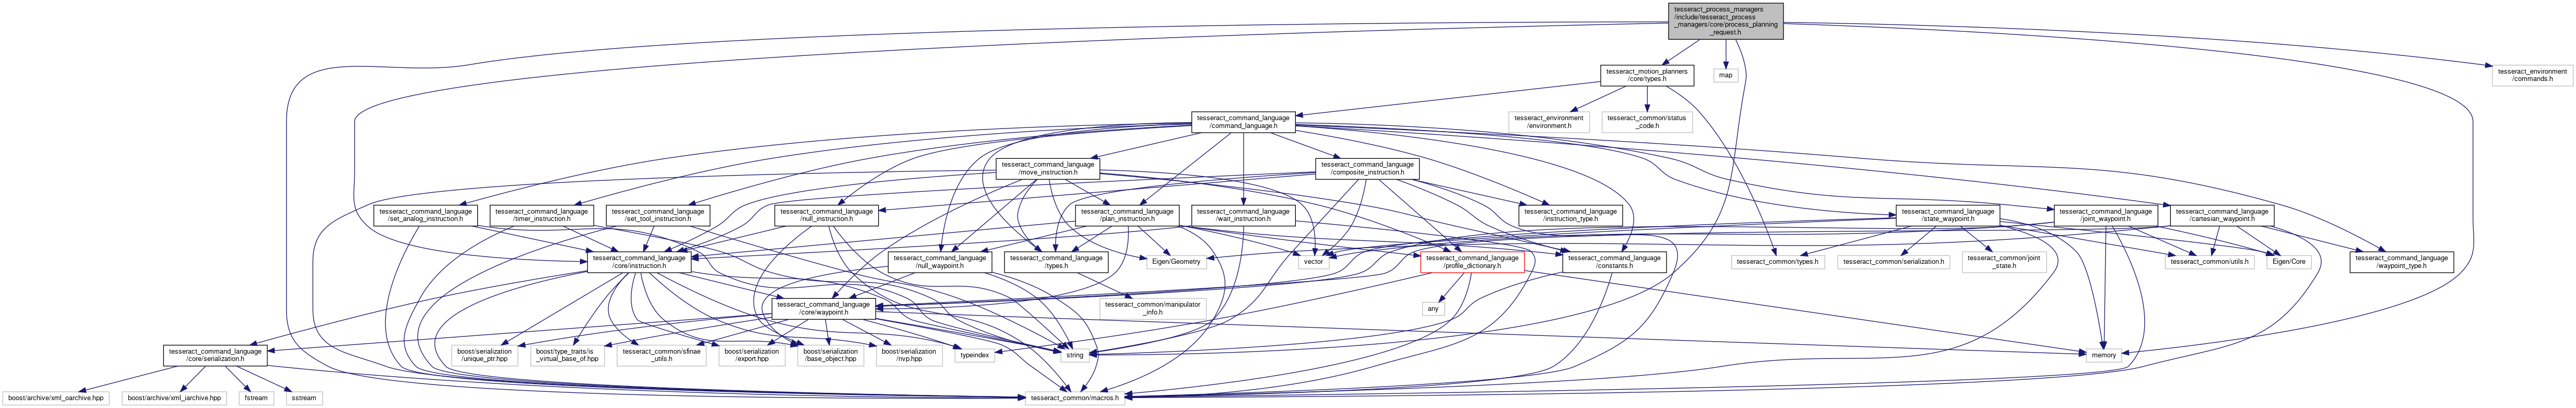 tesseract_process_managers
/include/tesseract_process
_managers/core/process_planning
_request.h
tesseract_motion_planners
/core/types.h
map
tesseract_environment
/commands.h
tesseract_command_language
/command_language.h
tesseract_environment
/environment.h
tesseract_common/status
_code.h
tesseract_command_language
/move_instruction.h
tesseract_command_language
/composite_instruction.h
tesseract_command_language
/set_analog_instruction.h
tesseract_command_language
/timer_instruction.h
tesseract_command_language
/set_tool_instruction.h
tesseract_command_language
/null_instruction.h
tesseract_command_language
/plan_instruction.h
tesseract_command_language
/wait_instruction.h
tesseract_command_language
/instruction_type.h
tesseract_command_language
/state_waypoint.h
tesseract_command_language
/joint_waypoint.h
tesseract_command_language
/cartesian_waypoint.h
tesseract_command_language
/core/instruction.h
tesseract_command_language
/null_waypoint.h
tesseract_command_language
/types.h
Eigen/Geometry
vector
tesseract_command_language
/profile_dictionary.h
tesseract_command_language
/constants.h
tesseract_common/types.h
tesseract_common/serialization.h
tesseract_common/joint
_state.h
tesseract_common/utils.h
Eigen/Core
tesseract_command_language
/waypoint_type.h
tesseract_command_language
/core/waypoint.h
tesseract_common/manipulator
_info.h
any
tesseract_command_language
/core/serialization.h
boost/serialization
/unique_ptr.hpp
boost/type_traits/is
_virtual_base_of.hpp
tesseract_common/sfinae
_utils.h
boost/serialization
/export.hpp
boost/serialization
/base_object.hpp
boost/serialization
/nvp.hpp
typeindex
string
memory
boost/archive/xml_oarchive.hpp
boost/archive/xml_iarchive.hpp
fstream
sstream
tesseract_common/macros.h